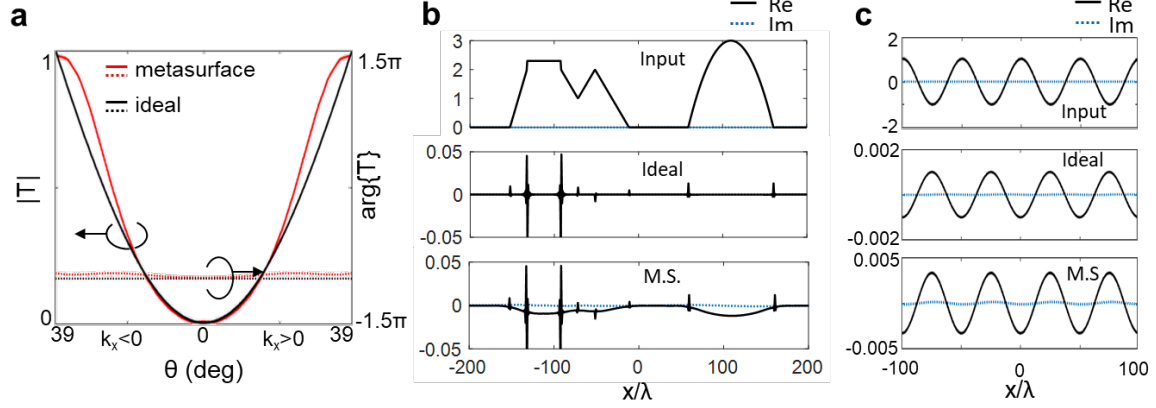 a
1
1.5π
metasurface
ideal
|T|
arg{T}
0
-1.5π
39
kx<0
kx>0
39
θ (deg)
b
Re
Im
3
2
1
0
Input
0.05
0
-0.05
Ideal
0.05
0
-0.05
M.S.
-200
-100
0
100
200
x/λ
c
Re
Im
2
0
-2
Input
0.002
0
-0.002
Ideal
0.005
0
-0.005
M.S
-100
0
100
x/λ